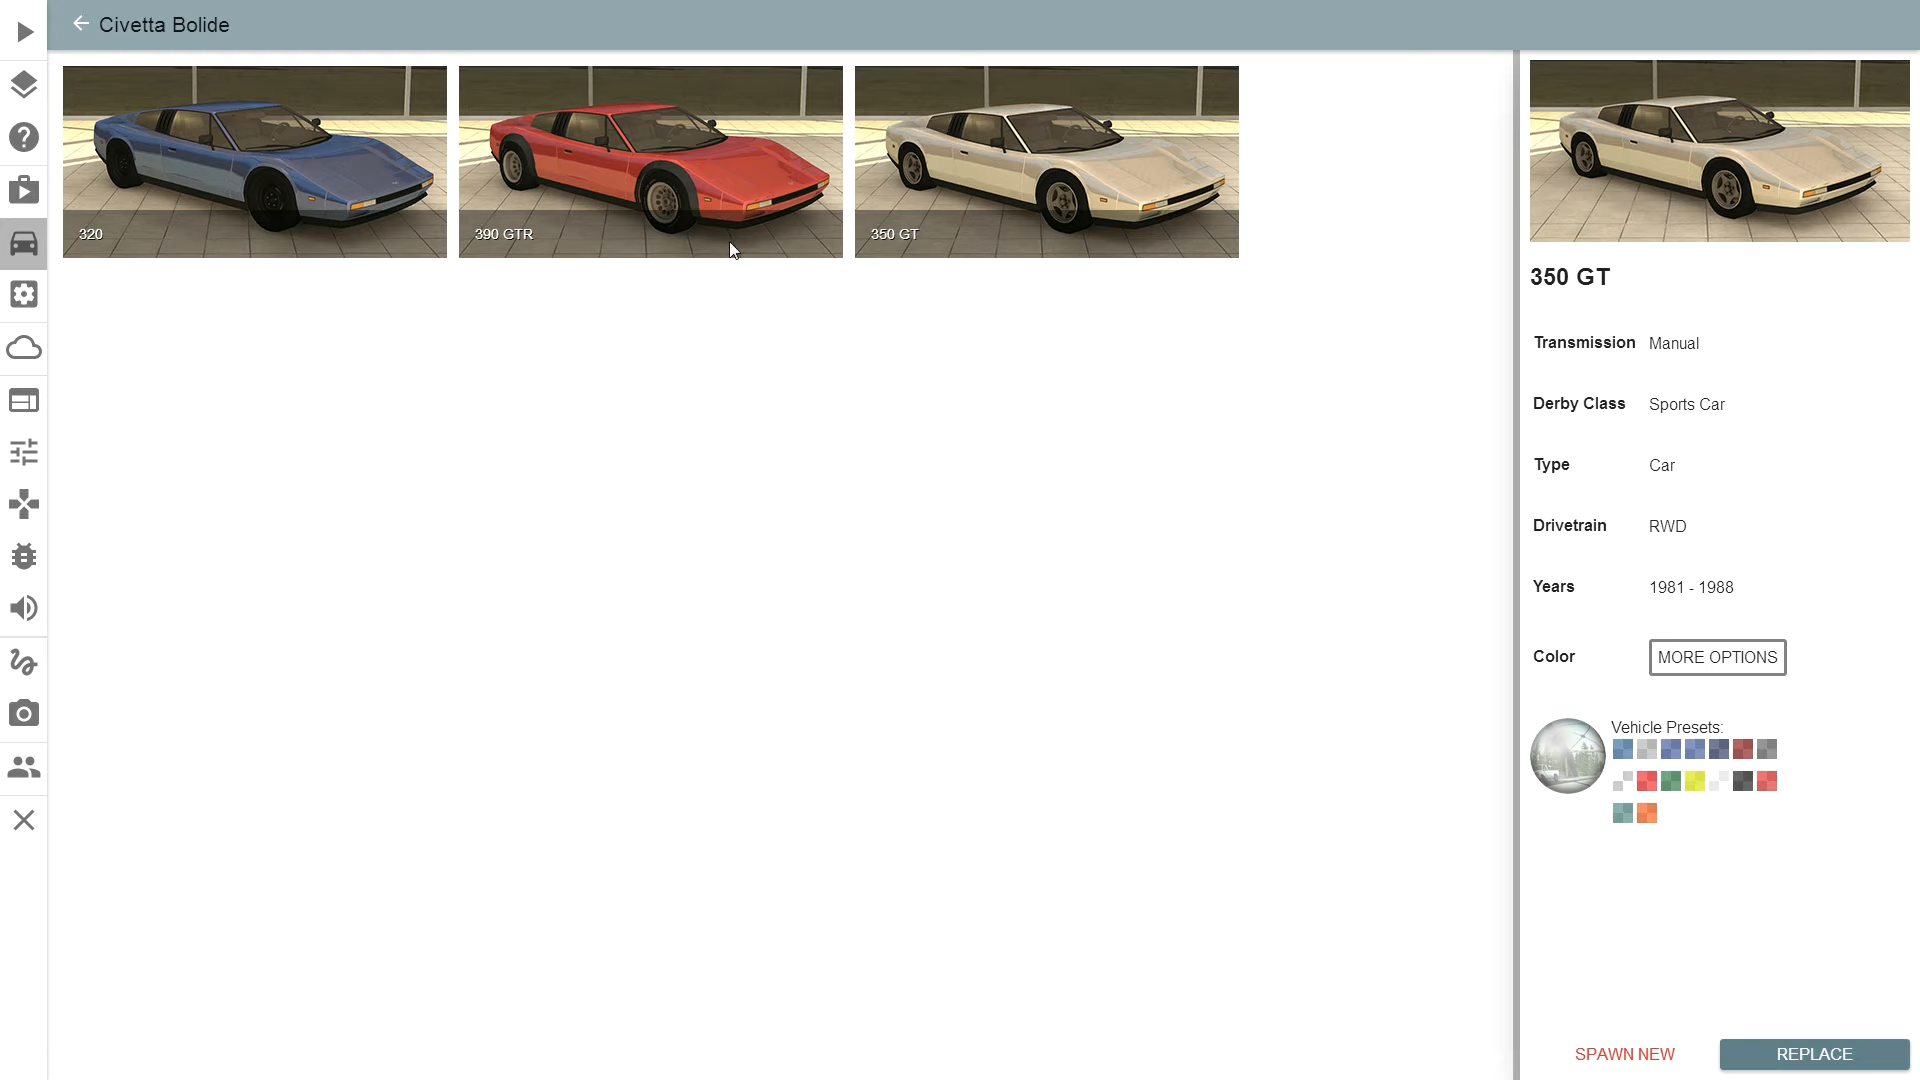 Civetta Bolide
320
390 GTR
350 GT
350 GT
Transmission Manual
Derby Class Sports Car
Type Car
Drivetrain RWD
Years 1981 - 1988
Color MORE OPTIONS
Vehicle Presets:
SPAWN NEW REPLACE